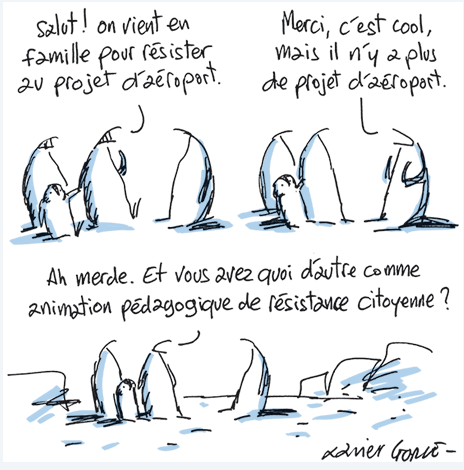 Salut! on vient en
famille pour résister
au projet d'aéroport.
Merci, c'est cool,
mais il n'y a plus
de projet d'aéroport.
Ah merde. Et vous avez quoi d'autre comme
animation pédagogique de résistance citoyenne ?
Xavier Gorce